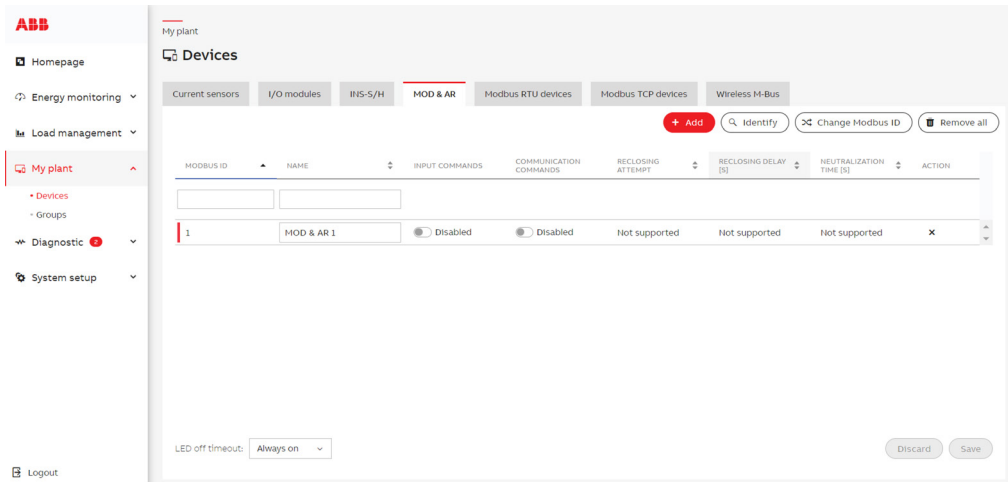 ABB
Homepage
Energy monitoring
Load management
My plant
• Devices
- Groups
Diagnostic 2
System setup
Logout
My plant
Devices
Current sensors I/O modules INS-S/H MOD & AR Modbus RTU devices Modbus TCP devices Wireless M-Bus
+ Add Identify Change Modbus ID Remove all
MODBUS ID NAME INPUT COMMANDS COMMUNICATION COMMANDS RECLOSING ATTEMPT RECLOSING DELAY [S] NEUTRALIZATION TIME [S] ACTION
1 MOD & AR 1 Disabled Disabled Not supported Not supported Not supported ×
LED off timeout: Always on
Discard Save